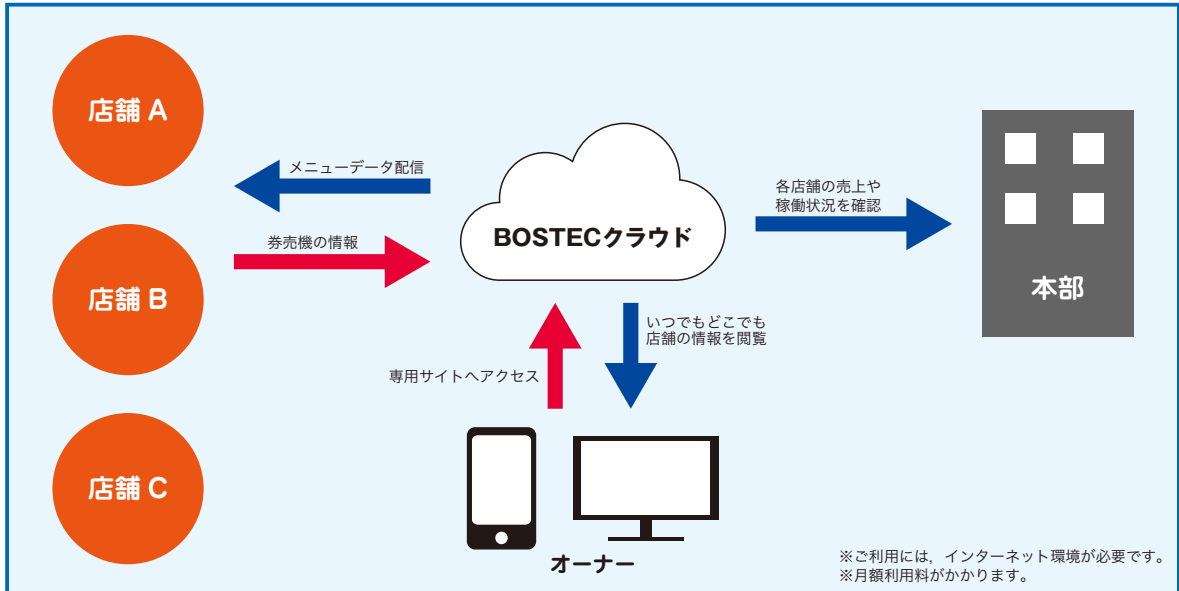 店舗 A
メニューデータ配信
各店舗の売上や
稼働状況を確認
BOSTECクラウド
券売機の情報
店舗 B
本部
いつでもどこでも
店舗の情報を閲覧
専用サイトへアクセス
店舗 C
オーナー
※ご利用には，インターネット環境が必要です。
※月額利用料がかかります。